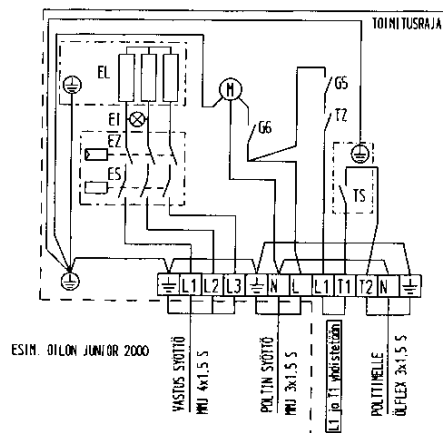 TOIMITUSRAJA
EL
M
G5
G6
T2
E1
E2
TS
ES
L1 L2 L3 N L L1 T1 T2 N
ESIM. OILON JUNIOR 2000
VASTUS SYÖTTÖ
MMJ 4x1,5 S
POLTIN SYÖTTÖ
MMJ 3x1,5 S
L1 ja T1 yhdistetään
POLTTIMELLE
ÖLFLEX 3x1,5 S